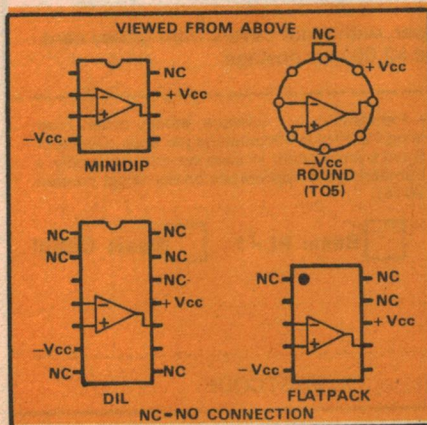 VIEWED FROM ABOVE
NC
NC
+ Vcc
+ Vcc
−Vcc
MINIDIP
−Vcc
ROUND
(TO5)
NC
NC
NC
NC
NC
+ Vcc
−Vcc
NC
NC
DIL
NC
NC
NC
+ Vcc
− Vcc
FLATPACK
NC=NO CONNECTION